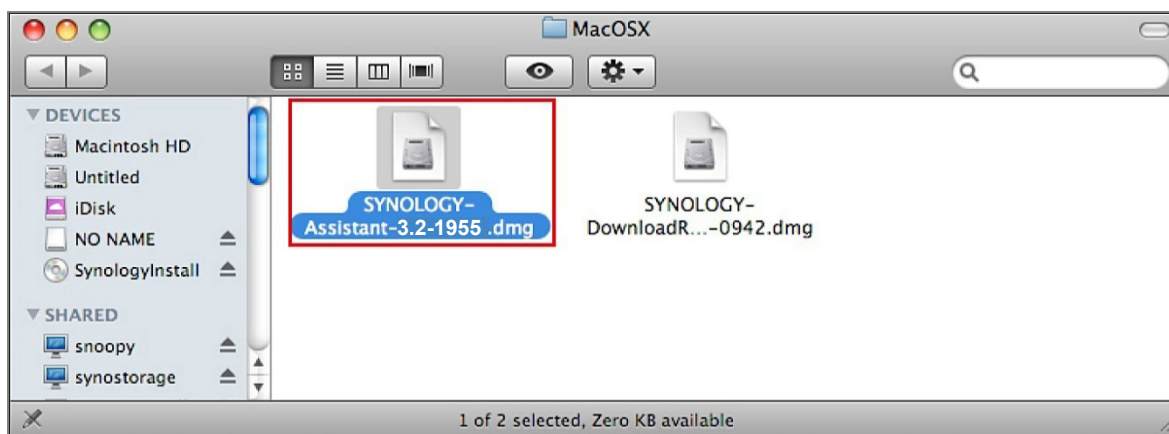 MacOSX
DEVICES
Macintosh HD
Untitled
iDisk
NO NAME
SynologyInstall
SHARED
snoopy
synostorage
SYNOLOGY-
Assistant-3.2-1955 .dmg
SYNOLOGY-
DownloadR...-0942.dmg
1 of 2 selected, Zero KB available